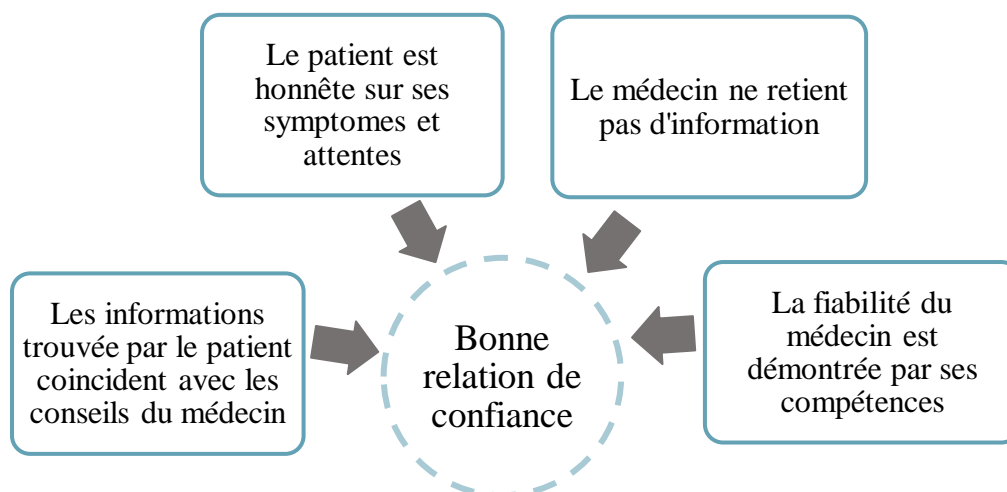 Le patient est
honnête sur ses
symptomes et
attentes
Le médecin ne retient
pas d'information
Les informations
trouvée par le patient
coincident avec les
conseils du médecin
Bonne
relation de
confiance
La fiabilité du
médecin est
démontrée par ses
compétences